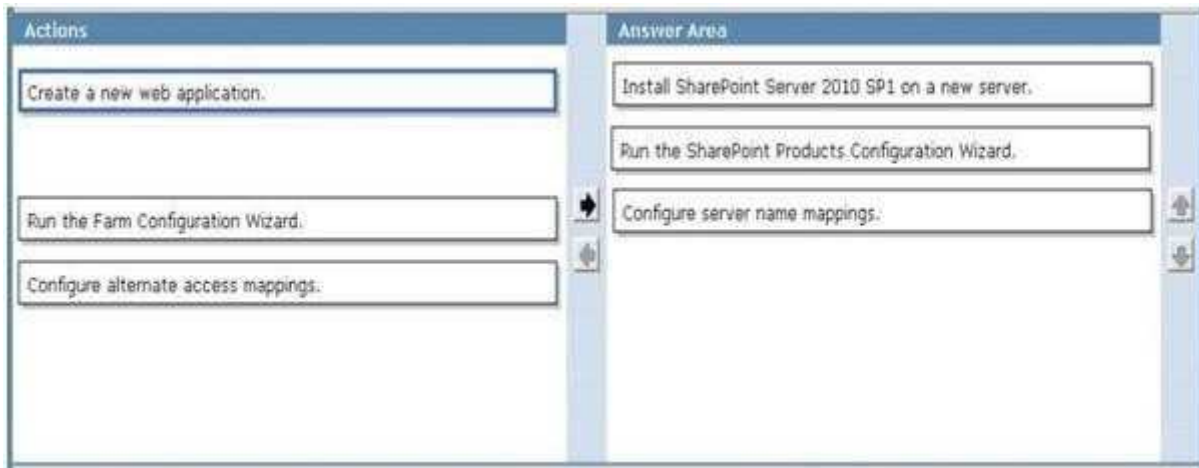 Actions
Create a new web application.
Run the Farm Configuration Wizard.
Configure alternate access mappings.
Answer Area
Install SharePoint Server 2010 SP1 on a new server.
Run the SharePoint Products Configuration Wizard.
Configure server name mappings.